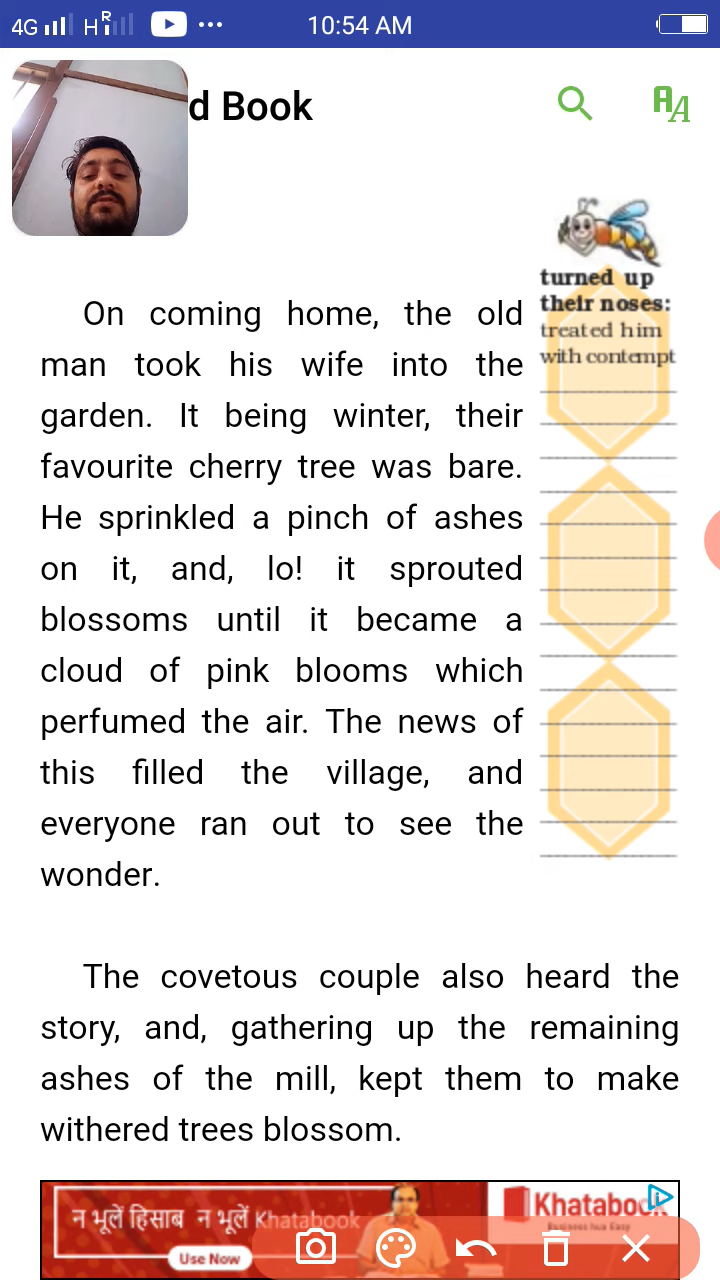 4G H R 10:54 AM
d Book
turned up
their noses:
treated him
with contempt
On coming home, the old
man took his wife into the
garden. It being winter, their
favourite cherry tree was bare.
He sprinkled a pinch of ashes
on it, and, lo! it sprouted
blossoms until it became a
cloud of pink blooms which
perfumed the air. The news of
this filled the village, and
everyone ran out to see the
wonder.
The covetous couple also heard the
story, and, gathering up the remaining
ashes of the mill, kept them to make
withered trees blossom.
न भूलें हिसाब न भूलें Khatabook
Use Now
Khatabook
Business hua Easy